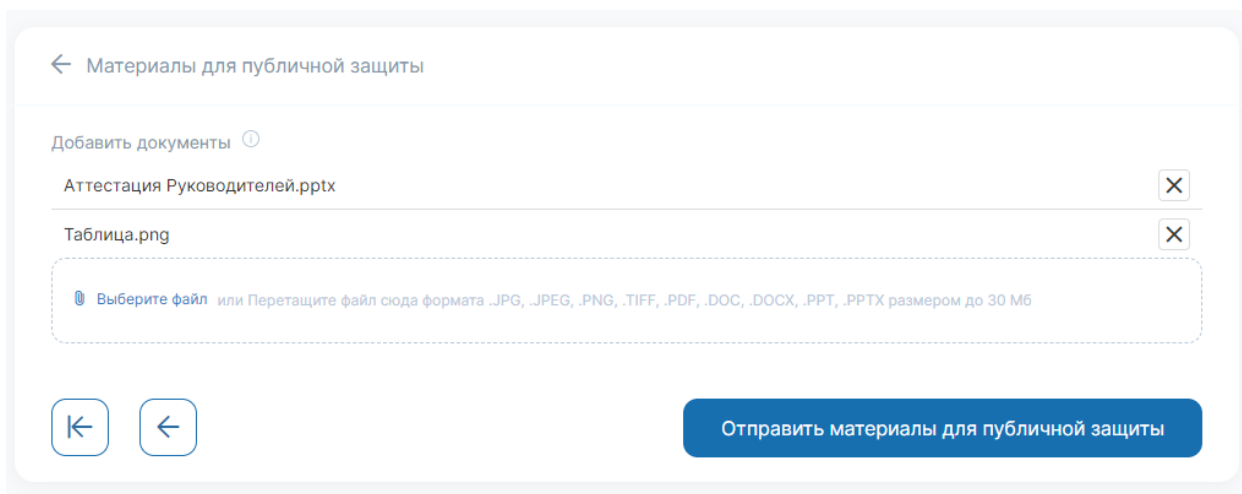 Материалы для публичной защиты
Добавить документы
Аттестация Руководителей.pptx
Таблица.png
Выберите файл или Перетащите файл сюда формата .JPG, .JPEG, .PNG, .TIFF, .PDF, .DOC, .DOCX, .PPT, .PPTX размером до 30 Мб
Отправить материалы для публичной защиты